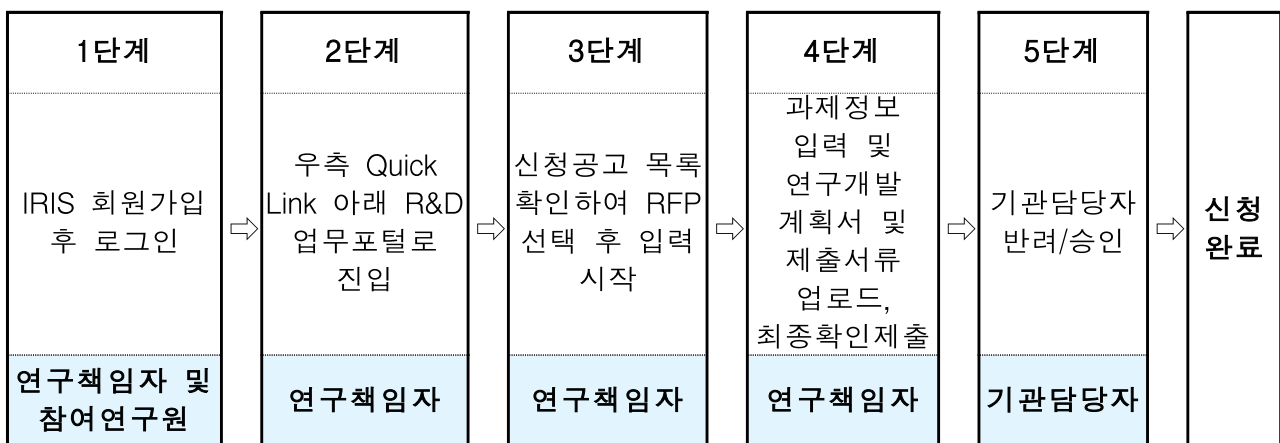 1단계
IRIS 회원가입
후 로그인
연구책임자 및
참여연구원
2단계
우측 Quick
Link 아래 R&D
업무포털로
진입
연구책임자
3단계
신청공고 목록
확인하여 RFP
선택 후 입력
시작
연구책임자
4단계
과제정보
입력 및
연구개발
계획서 및
제출서류
업로드,
최종확인제출
연구책임자
5단계
기관담당자
반려/승인
기관담당자
신청
완료